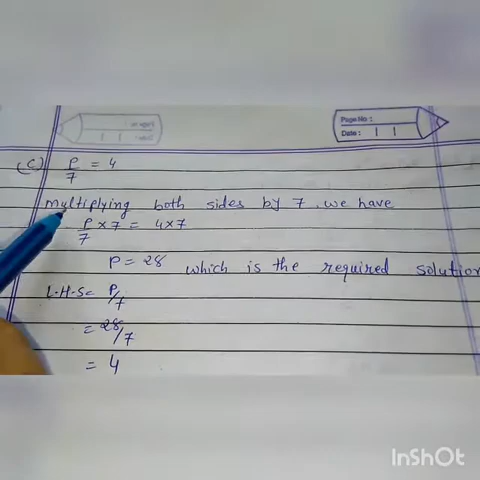 Page No :
Date :
(C) P/7 = 4
Multiplying both sides by 7, we have
P/7 × 7 = 4×7
P = 28 which is the required solution
L.H.S = P/7
= 28/7
= 4
InShOt